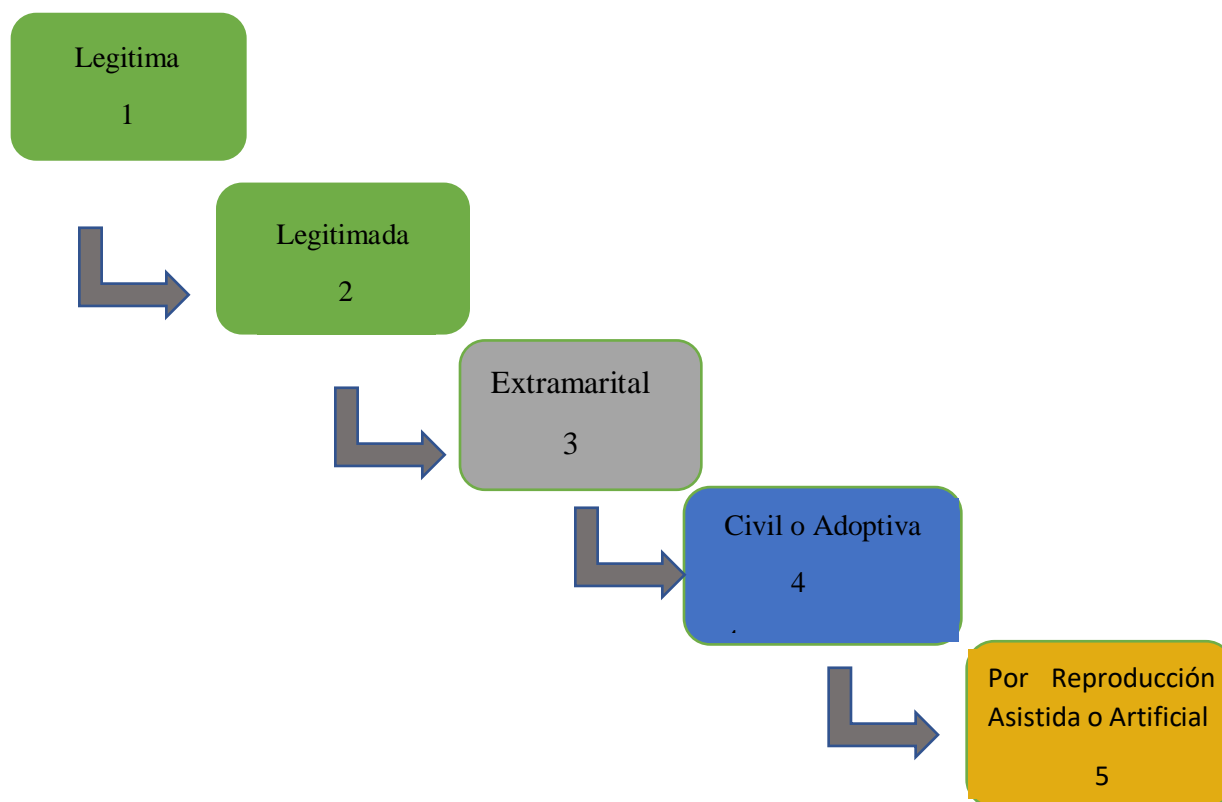 Legitima
1
Legitimada
2
Extramarital
3
Civil o Adoptiva
4
Por Reproducción
Asistida o Artificial
5